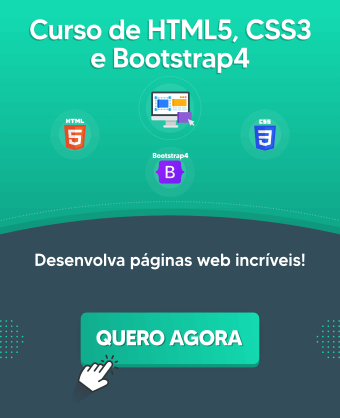 Curso de HTML5, CSS3
e Bootstrap4
HTML
5
CSS
3
Bootstrap4
B
Desenvolva páginas web incríveis!
QUERO AGORA